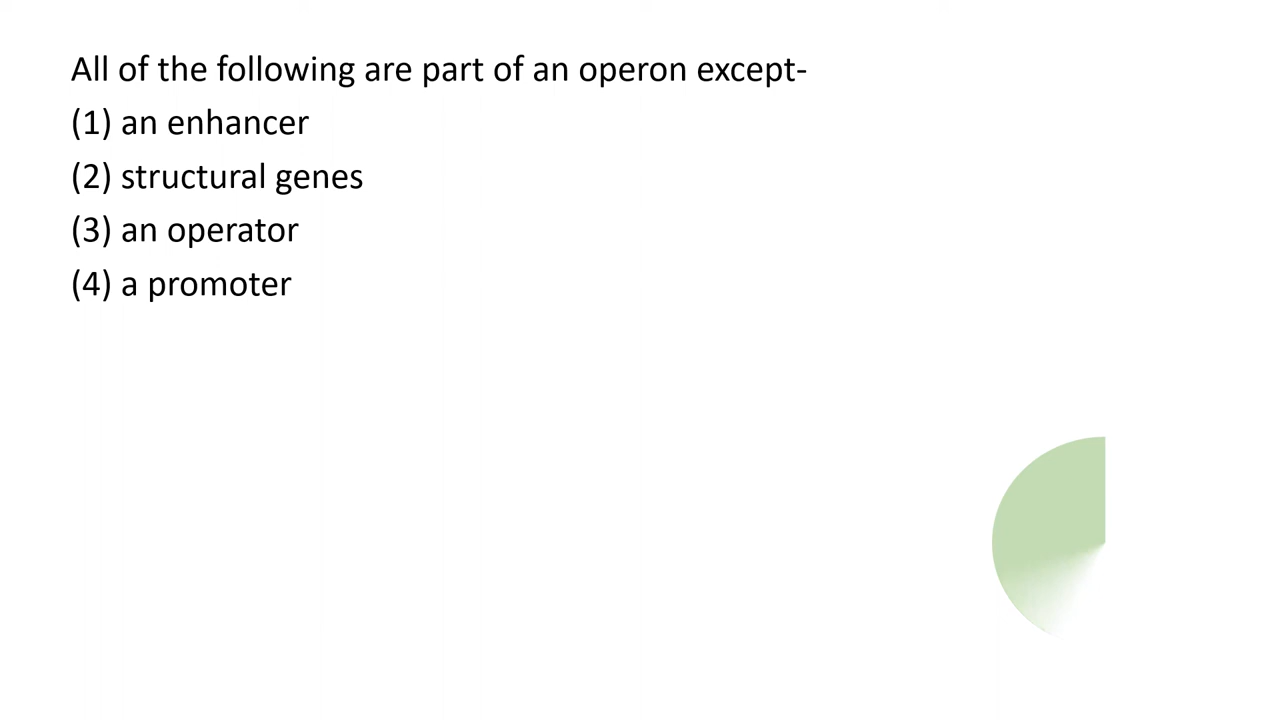 All of the following are part of an operon except-
(1) an enhancer
(2) structural genes
(3) an operator
(4) a promoter